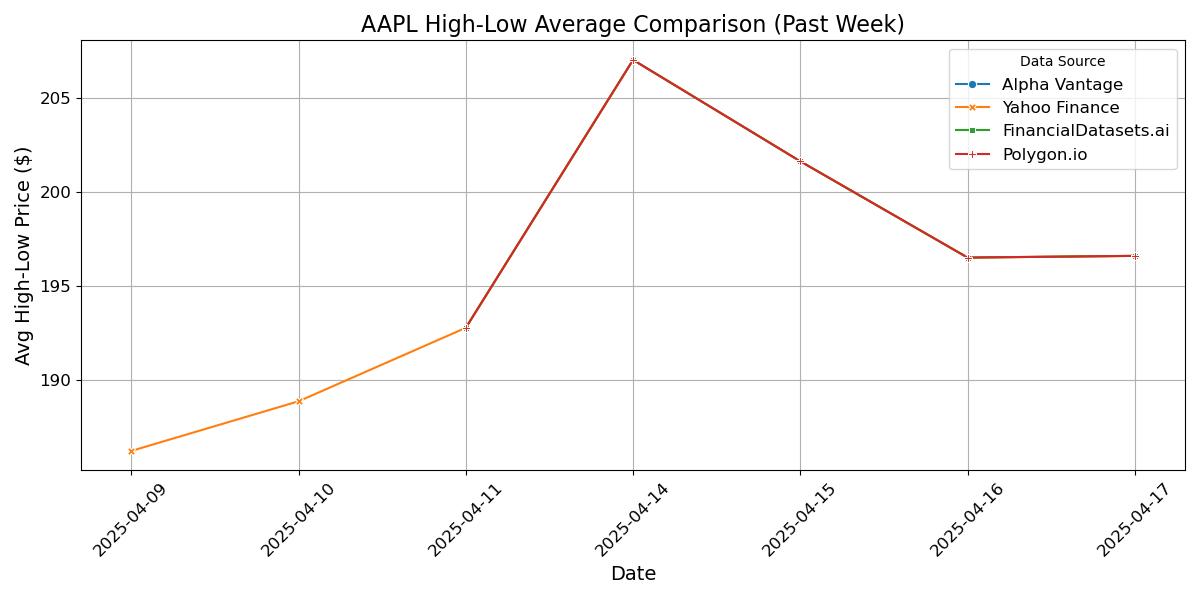 AAPL High-Low Average Comparison (Past Week)
Data Source
Alpha Vantage
Yahoo Finance
FinancialDatasets.ai
Polygon.io
Avg High-Low Price ($)
205
200
195
190
2025-04-09
2025-04-10
2025-04-11
2025-04-14
2025-04-15
2025-04-16
2025-04-17
Date